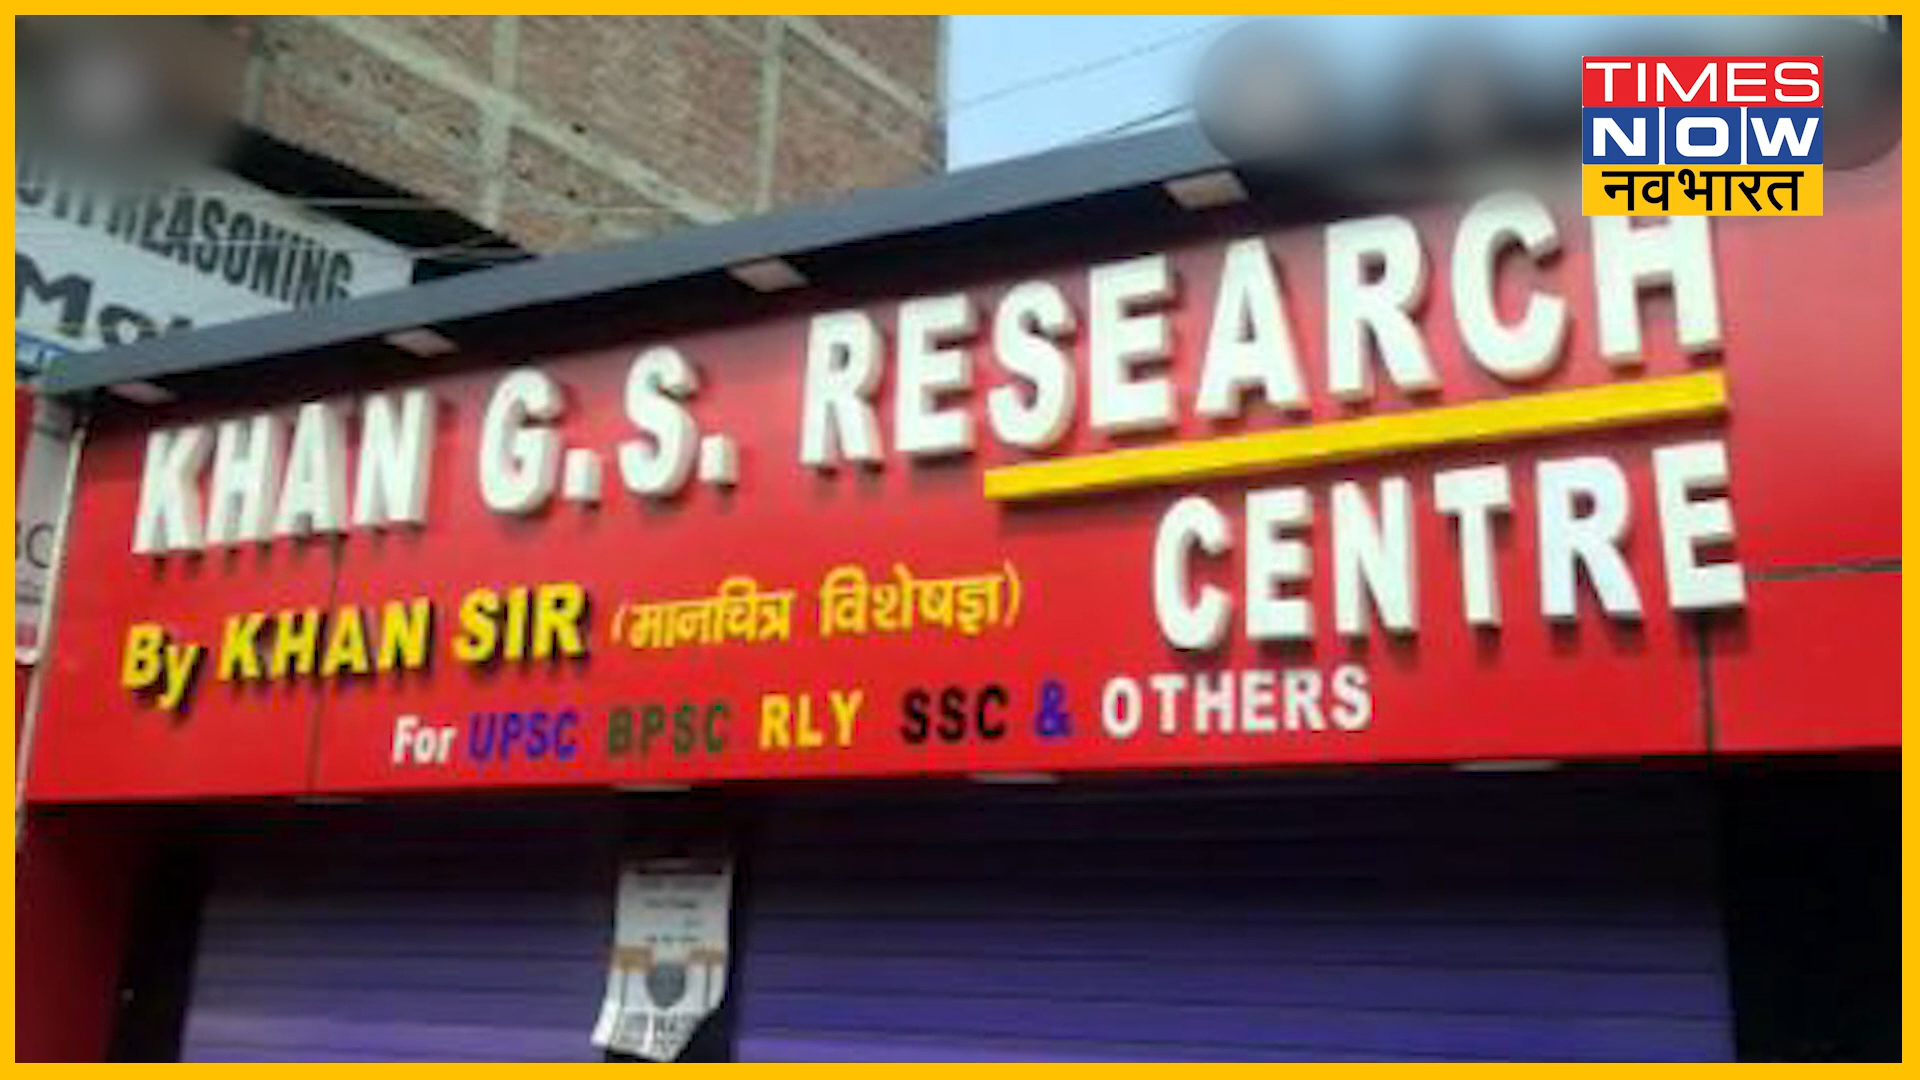 TIMES
NOW
नवभारत
REASONING
KHAN G.S. RESEARCH
CENTRE
By KHAN SIR (मानचित्र विशेषज्ञ)
For UPSC BPSC RLY SSC & OTHERS